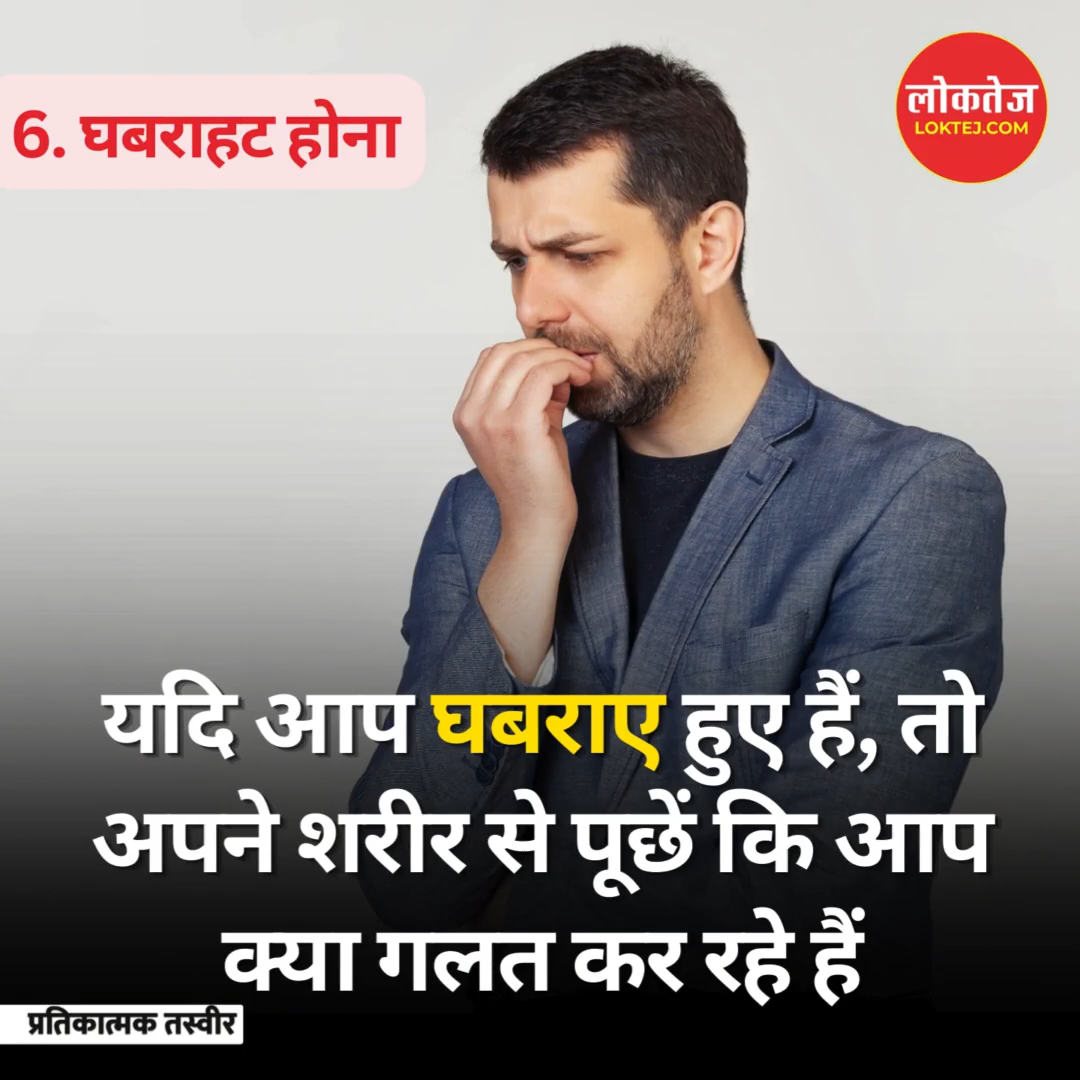 6. घबराहट होना
लोकतेज
LOKTEJ.COM
यदि आप घबराए हुए हैं, तो
अपने शरीर से पूछें कि आप
क्या गलत कर रहे हैं
प्रतिकात्मक तस्वीर